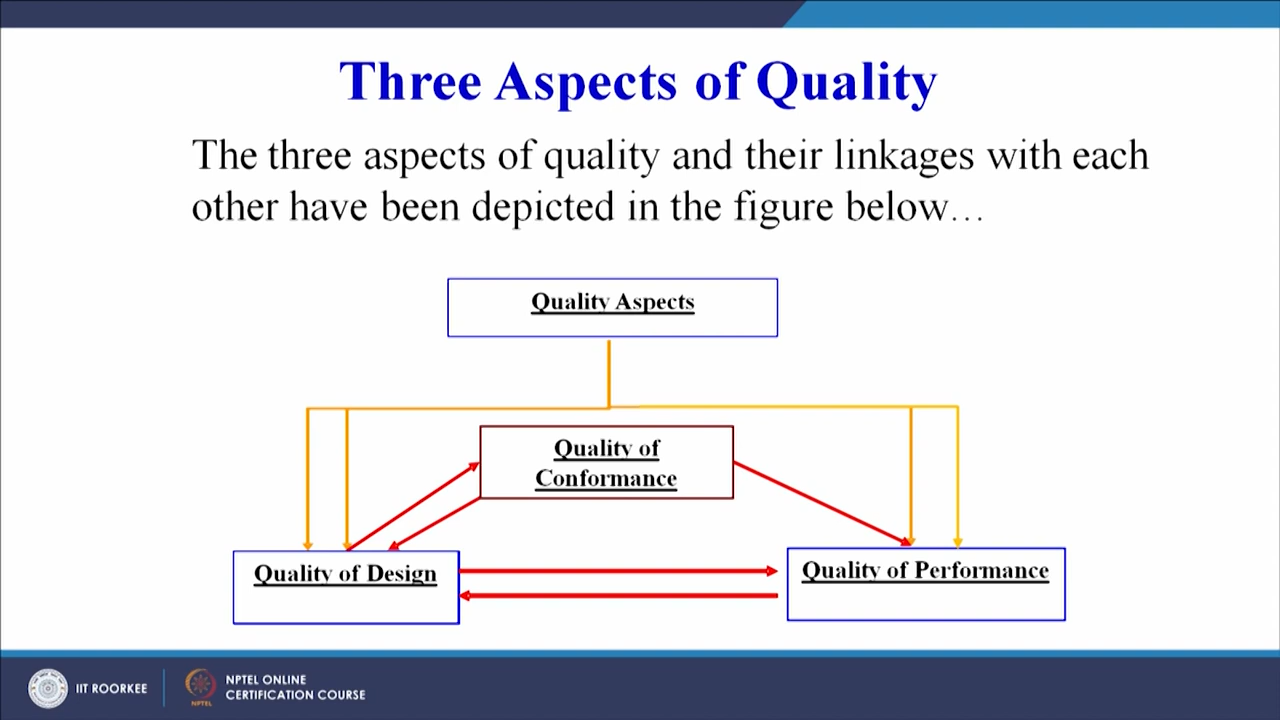 Three Aspects of Quality
The three aspects of quality and their linkages with each
other have been depicted in the figure below…
Quality Aspects
Quality of
Conformance
Quality of Design
Quality of Performance
IIT ROORKEE
NPTEL
NPTEL ONLINE
CERTIFICATION COURSE